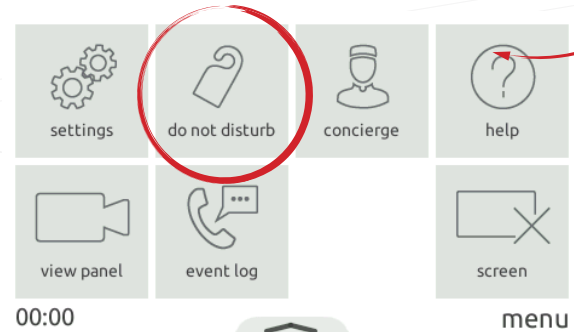 settings
do not disturb
concierge
help
view panel
event log
screen
00:00
menu